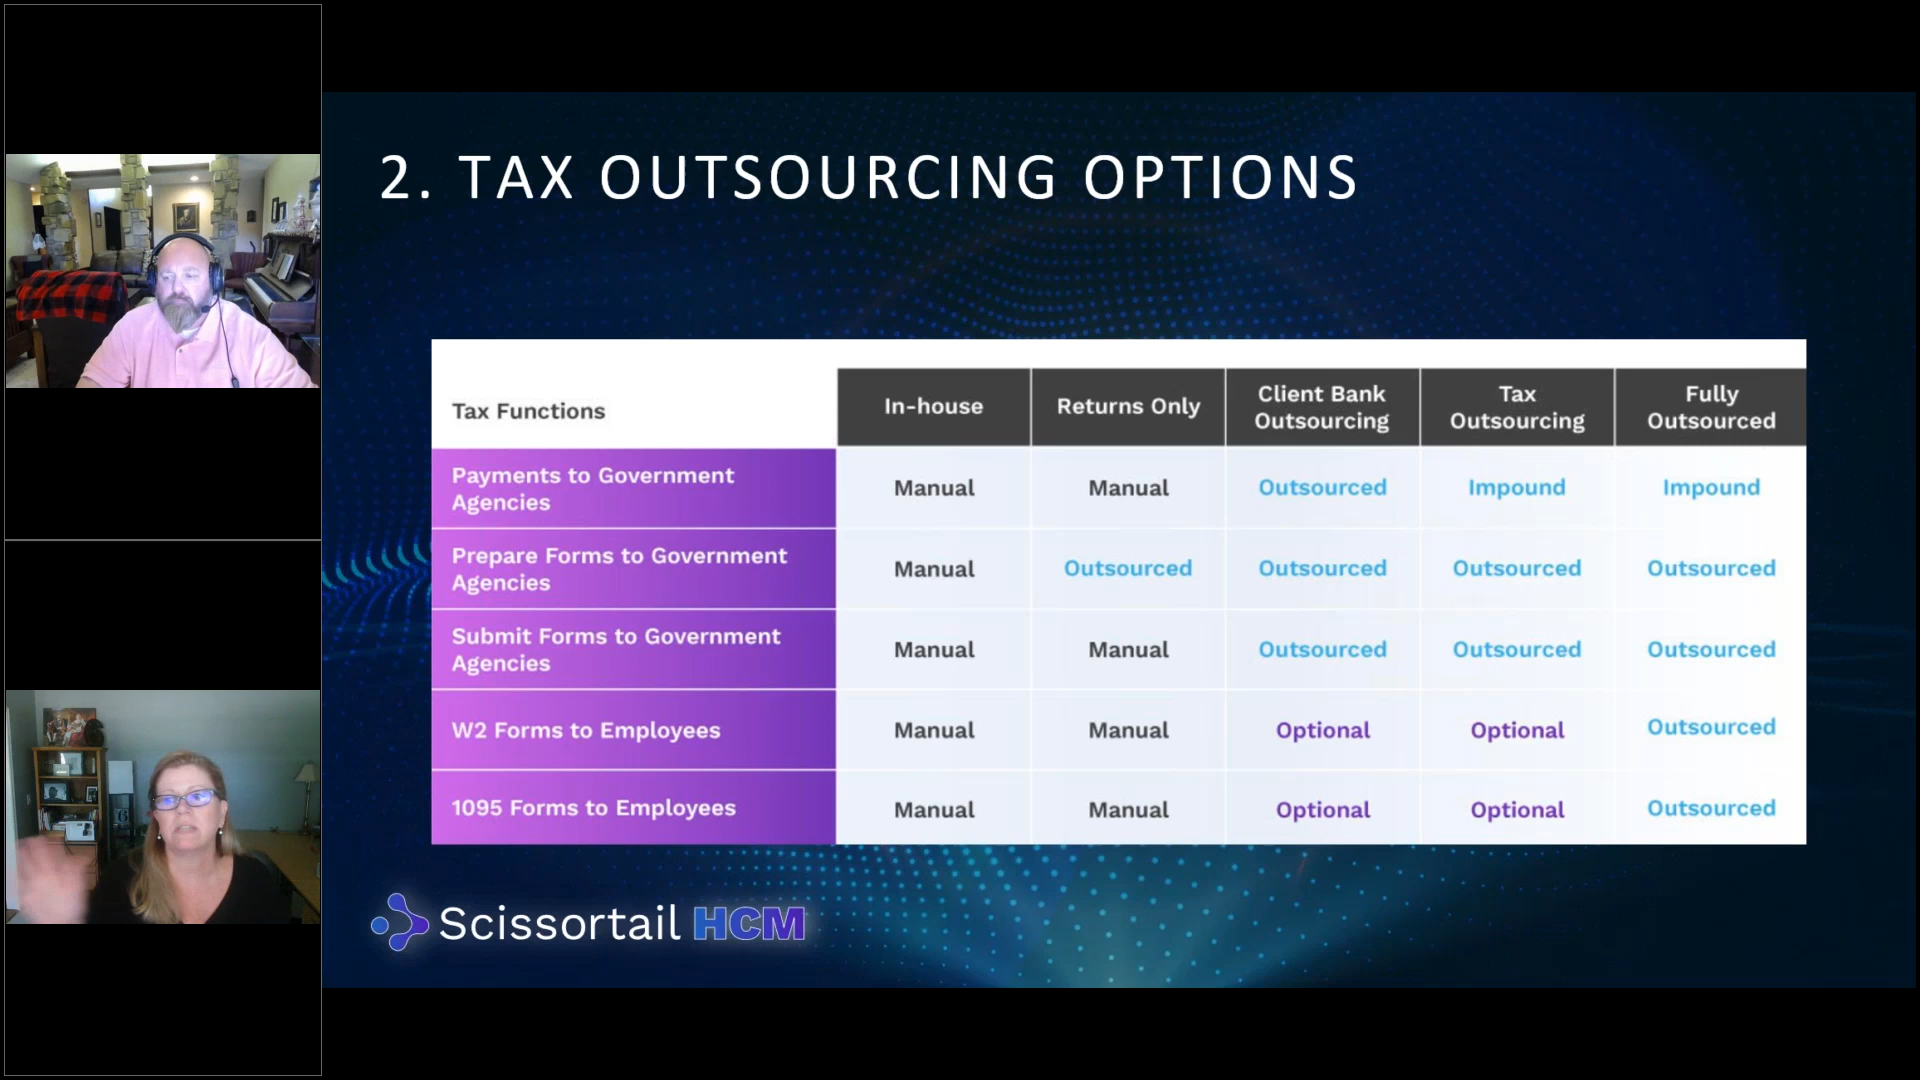 2. TAX OUTSOURCING OPTIONS
Tax Functions
In-house
Returns Only
Client Bank
Outsourcing
Tax
Outsourcing
Fully
Outsourced
Payments to Government
Agencies
Manual
Manual
Outsourced
Impound
Impound
Prepare Forms to Government
Agencies
Manual
Outsourced
Outsourced
Outsourced
Outsourced
Submit Forms to Government
Agencies
Manual
Manual
Outsourced
Outsourced
Outsourced
W2 Forms to Employees
Manual
Manual
Optional
Optional
Outsourced
1095 Forms to Employees
Manual
Manual
Optional
Optional
Outsourced
Scissortail HCM